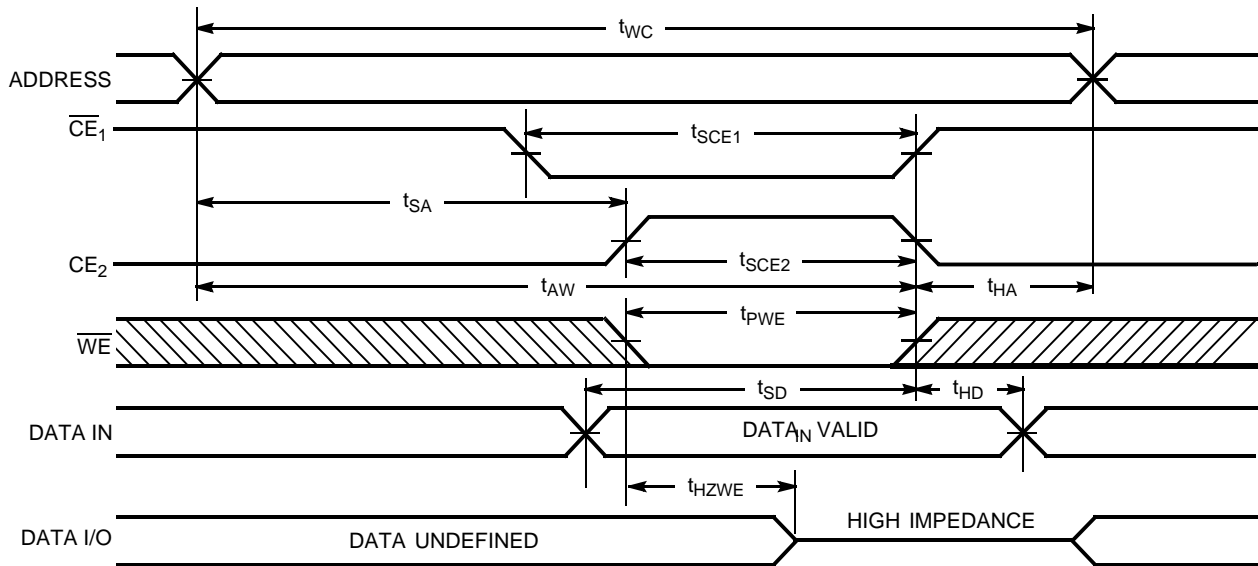 tWC
ADDRESS
CE1
tSCE1
tSA
CE2
tSCE2
tAW
tHA
tPWE
WE
tSD
tHD
DATA IN
DATAIN VALID
tHZWE
HIGH IMPEDANCE
DATA I/O
DATA UNDEFINED